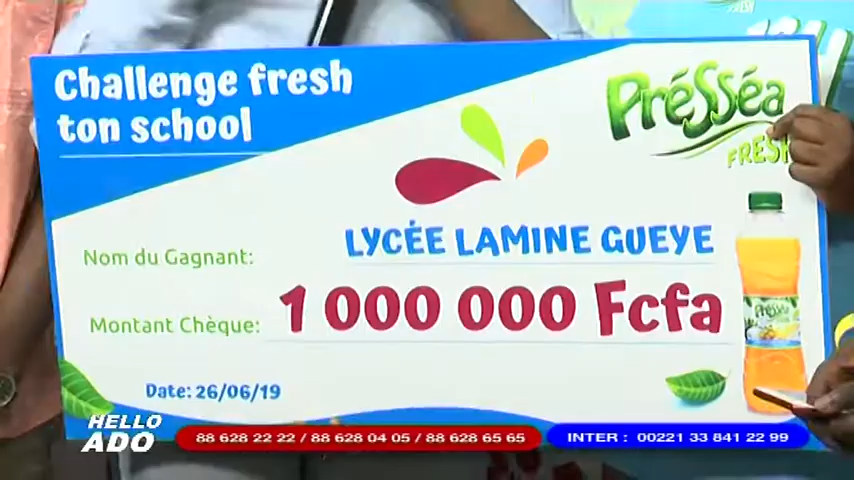 Challenge fresh
ton school
PréSSéa
FRESH
Nom du Gagnant: LYCÉE LAMINE GUEYE
Montant Chèque: 1 000 000 Fcfa
PréSSéa
Date: 26/06/19
HELLO
ADO
88 628 22 22 / 88 628 04 05 / 88 628 65 65
INTER : 00221 33 841 22 99